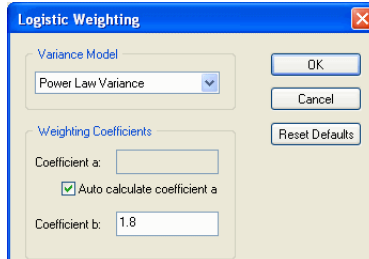 Logistic Weighting
Variance Model
Power Law Variance
OK
Cancel
Reset Defaults
Weighting Coefficients
Coefficient a:
Auto calculate coefficient a
Coefficient b: 1.8